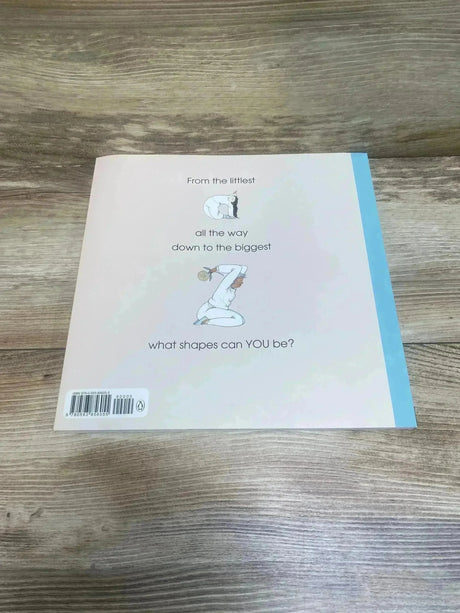 From the littlest
all the way
down to the biggest
what shapes can YOU be?